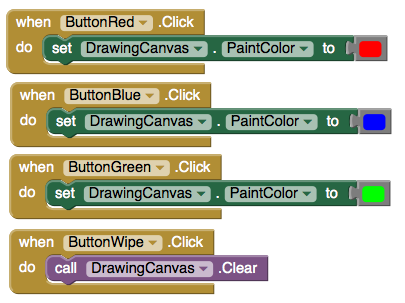 when ButtonRed .Click
do set DrawingCanvas . PaintColor to
when ButtonBlue .Click
do set DrawingCanvas . PaintColor to
when ButtonGreen .Click
do set DrawingCanvas . PaintColor to
when ButtonWipe .Click
do call DrawingCanvas .Clear